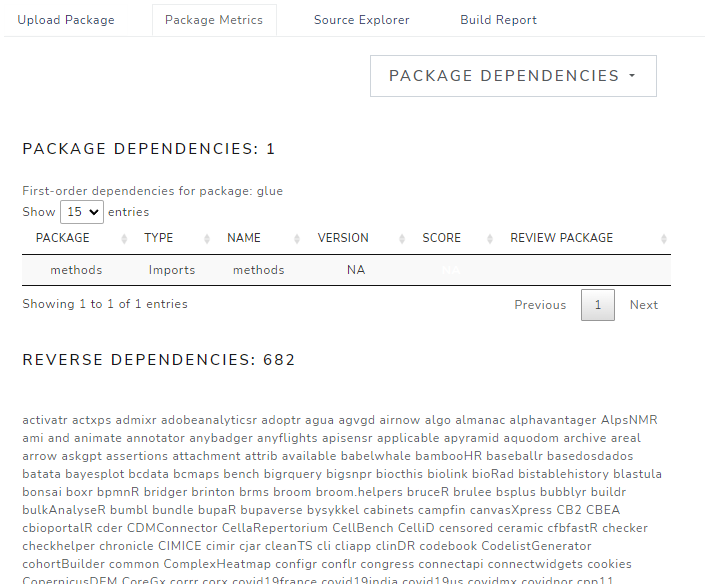 Upload Package Package Metrics Source Explorer Build Report
PACKAGE DEPENDENCIES
PACKAGE DEPENDENCIES: 1
First-order dependencies for package: glue
Show 15 entries
PACKAGE TYPE NAME VERSION SCORE REVIEW PACKAGE
methods Imports methods NA NA
Showing 1 to 1 of 1 entries
Previous 1 Next
REVERSE DEPENDENCIES: 682
activatr actxps admixr adobeanalyticsr adoptr agua agvgd airnow algo almanac alphavantager AlpsNMR
ami and animate annotator anybadger anyflights apisensr applicable apyramid aquodom archive areal
arrow askgpt assertions attachment attrib available babelwhale bambooHR baseballr basedosdados
batata bayesplot bcdata bcmaps bench bigrquery bigsnpr biocthis biolink bioRad bistablehistory blastula
bonsai boxr bpmnR bridger brinton brms broom broom.helpers bruceR brulee bsplus bubblyr buildr
bulkAnalyseR bumbl bundle bupaR bupaverse bysykkel cabinets campfin canvasXpress CB2 CBEA
cbioportalR cder CDMConnector CellaRepertorium CellBench CelliD censored ceramic cfbfastR checker
checkhelper chronicle CIMICE cimir cjar cleanTS cli cliapp clinDR codebook CodelistGenerator
cohortBuilder common ComplexHeatmap configr conflr congress connectapi connectwidgets cookies
CopernicusDEM CoreGx corrr corx covid19france covid19india covid19us covidmx covidnor cpp11